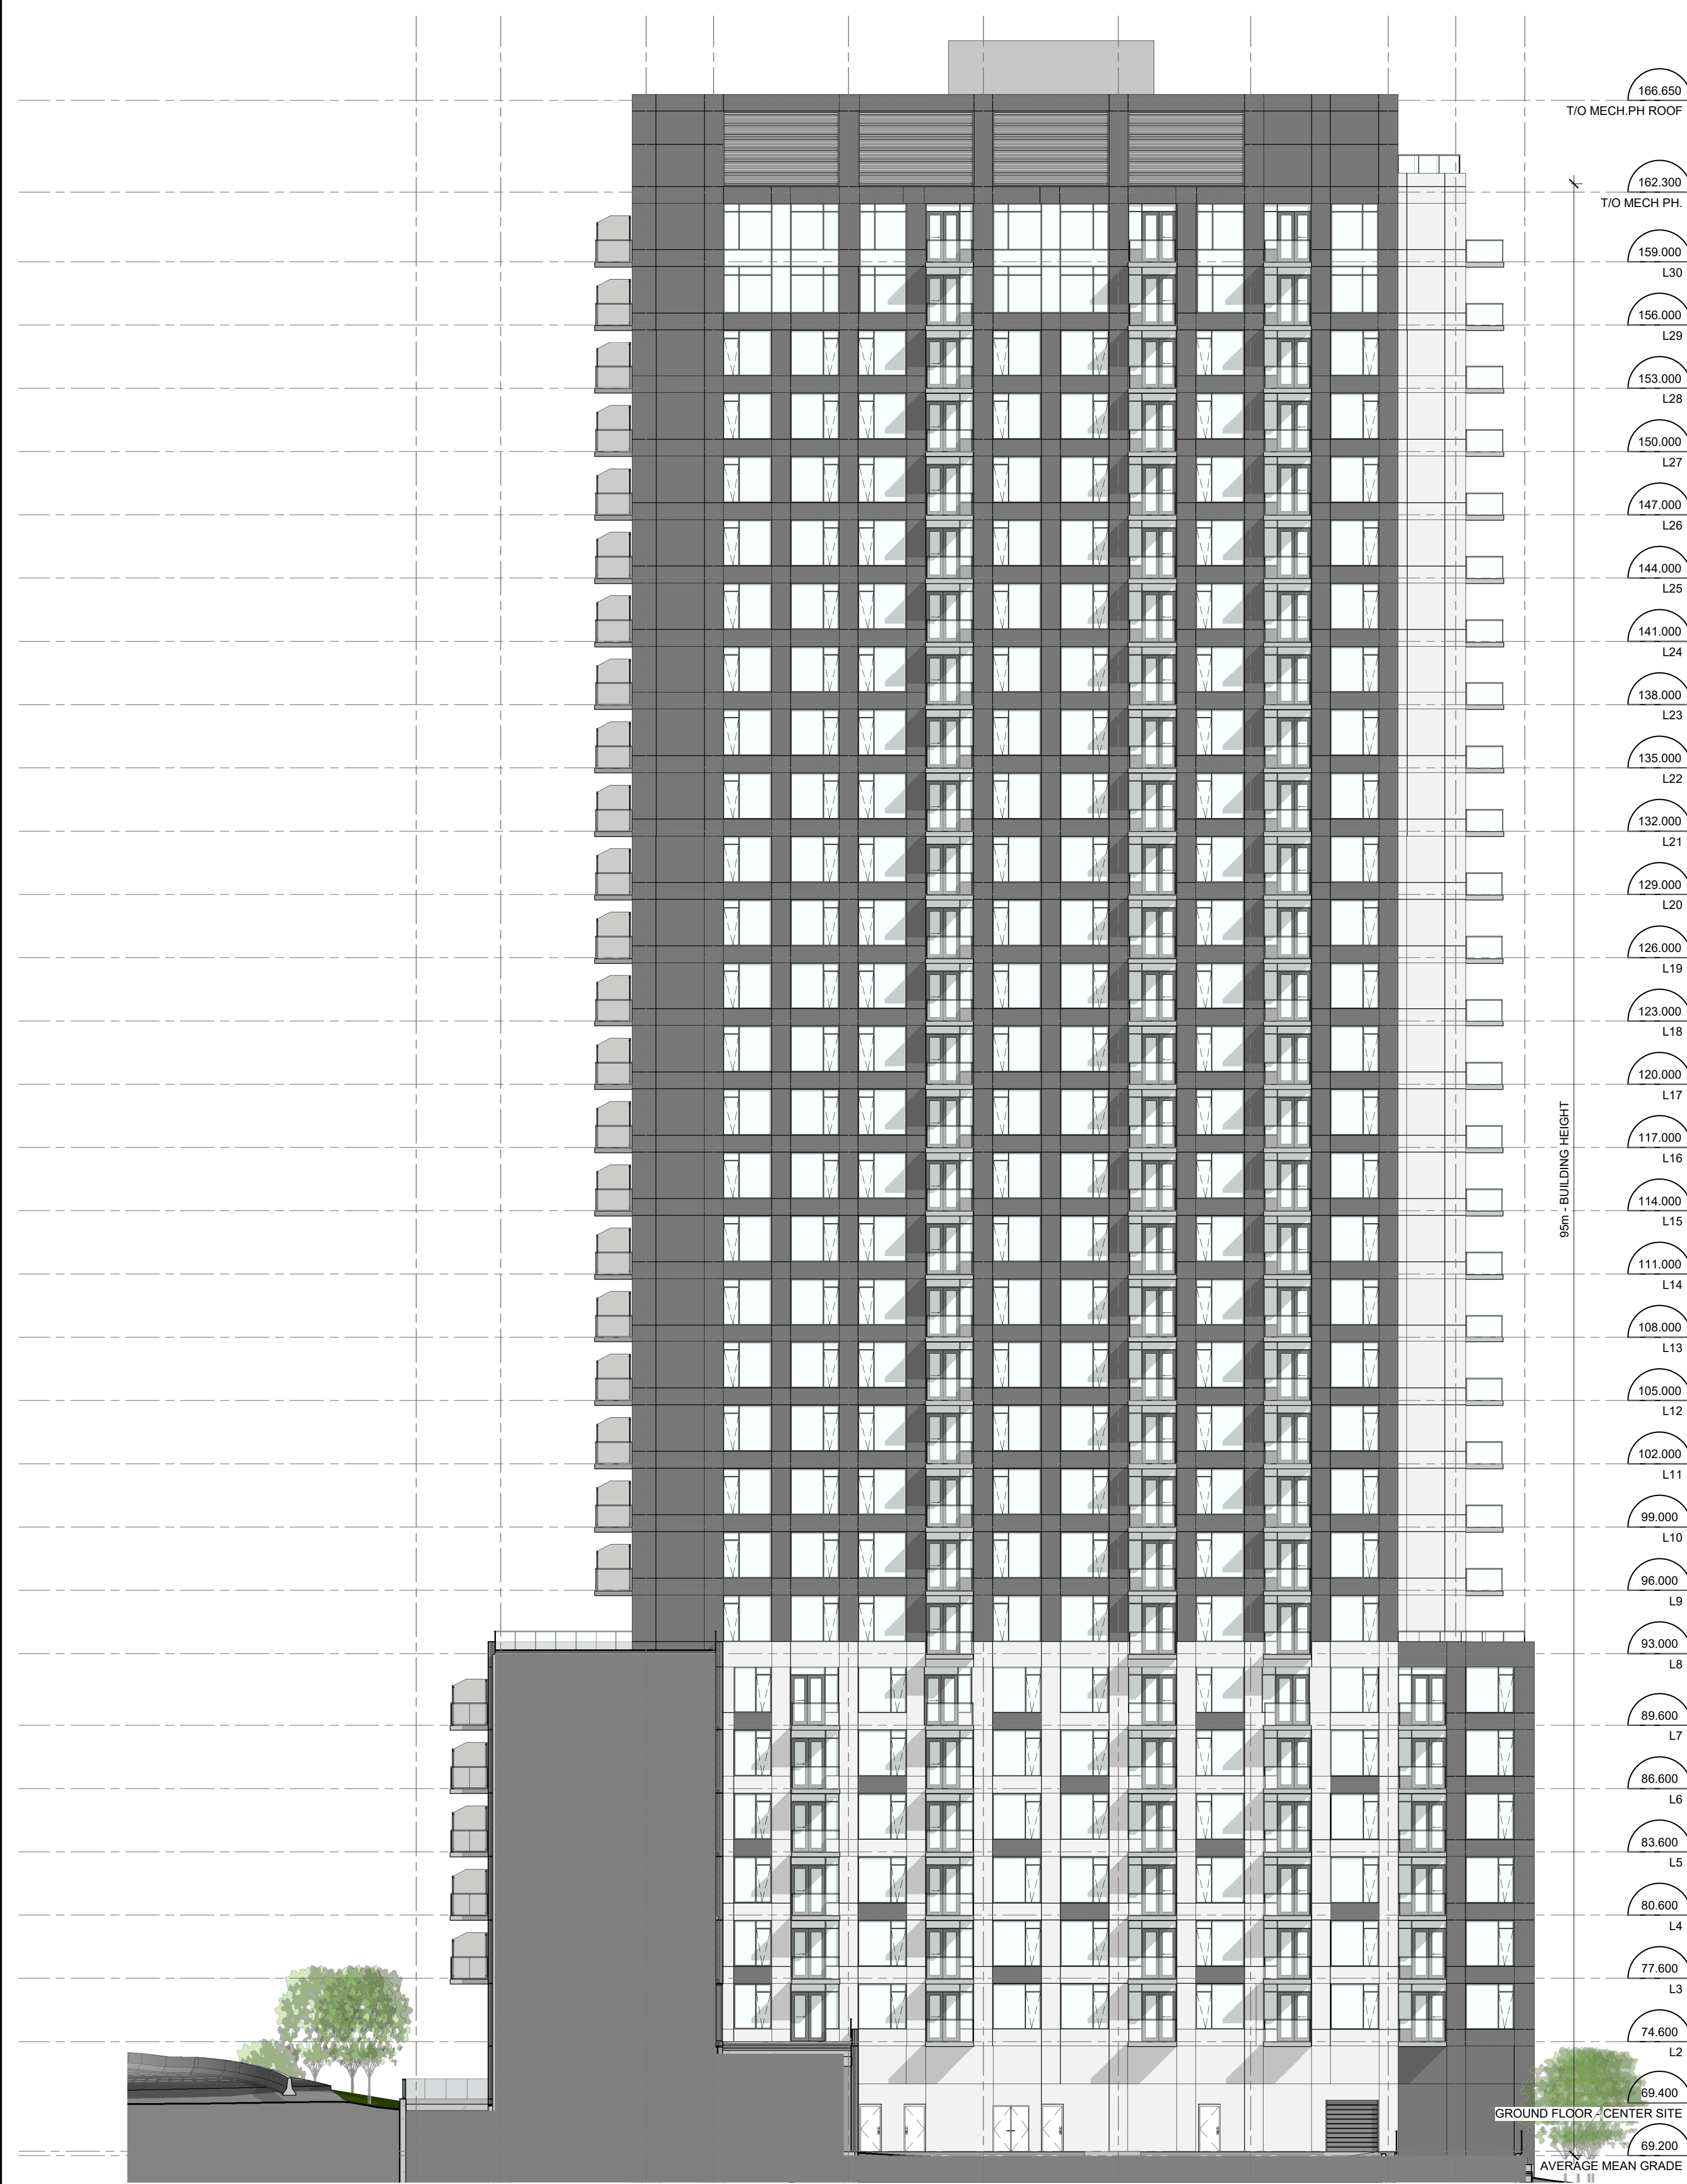 166.650
T/O MECH.PH ROOF
162.300
T/O MECH PH.
159.000
L30
156.000
L29
153.000
L28
150.000
L27
147.000
L26
144.000
L25
141.000
L24
138.000
L23
135.000
L22
132.000
L21
129.000
L20
126.000
L19
123.000
L18
120.000
L17
95m - BUILDING HEIGHT
117.000
L16
114.000
L15
111.000
L14
108.000
L13
105.000
L12
102.000
L11
99.000
L10
96.000
L9
93.000
L8
89.600
L7
86.600
L6
83.600
L5
80.600
L4
77.600
L3
74.600
L2
69.400
GROUND FLOOR - CENTER SITE
69.200
AVERAGE MEAN GRADE